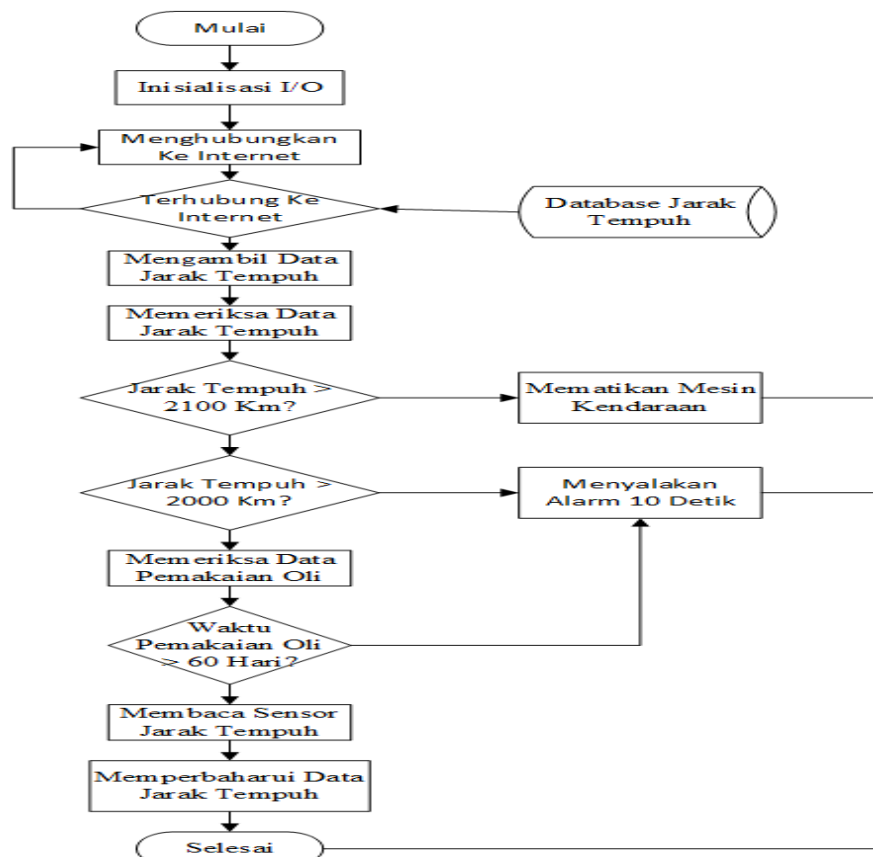 Mulai
Inisialisasi I/O
Menghubungkan
Ke Internet
Terhubung Ke
Internet
Database Jarak
Tempuh
Mengambil Data
Jarak Tempuh
Memeriksa Data
Jarak Tempuh
Jarak Tempuh >
2100 Km?
Mematikan Mesin
Kendaraan
Jarak Tempuh >
2000 Km?
Menyalakan
Alarm 10 Detik
Memeriksa Data
Pemakaian Oli
Waktu
Pemakaian Oli
> 60 Hari?
Membaca Sensor
Jarak Tempuh
Memperbaharui Data
Jarak Tempuh
Selesai